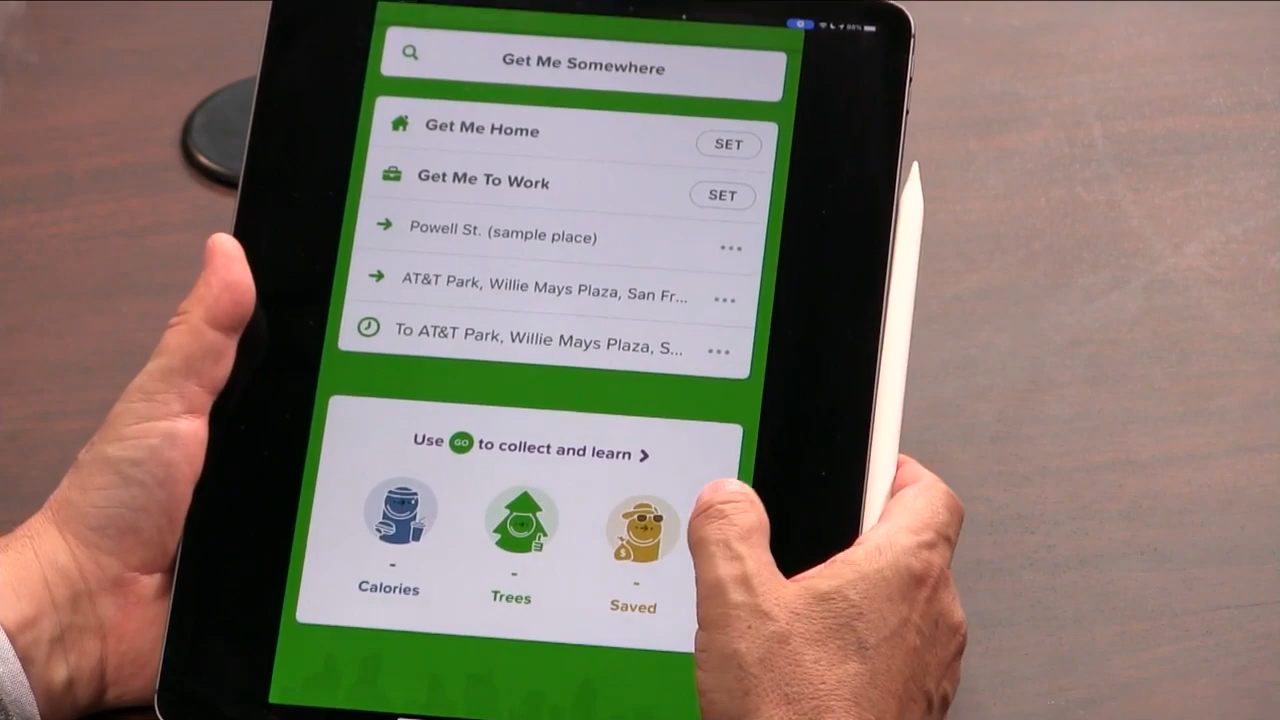 Get Me Somewhere
Get Me Home
SET
Get Me To Work
SET
Powell St. (sample place)
AT&T Park, Willie Mays Plaza, San Fr...
To AT&T Park, Willie Mays Plaza, S...
Use GO to collect and learn
$
-
Calories
-
Trees
-
Saved